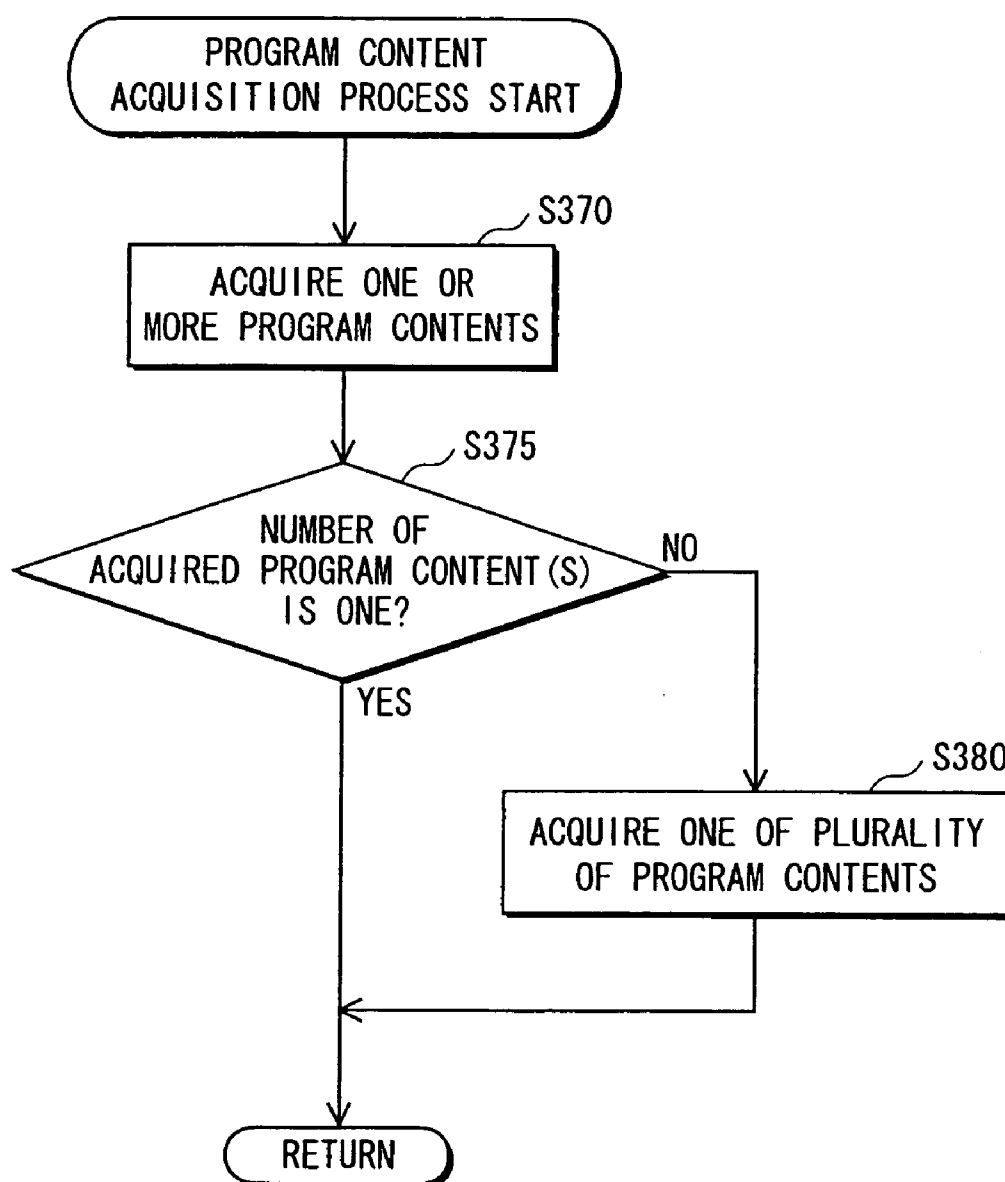 PROGRAM CONTENT
ACQUISITION PROCESS START
S370
ACQUIRE ONE OR
MORE PROGRAM CONTENTS
S375
NUMBER OF
ACQUIRED PROGRAM CONTENT(S)
IS ONE?
NO
YES
S380
ACQUIRE ONE OF PLURALITY
OF PROGRAM CONTENTS
RETURN